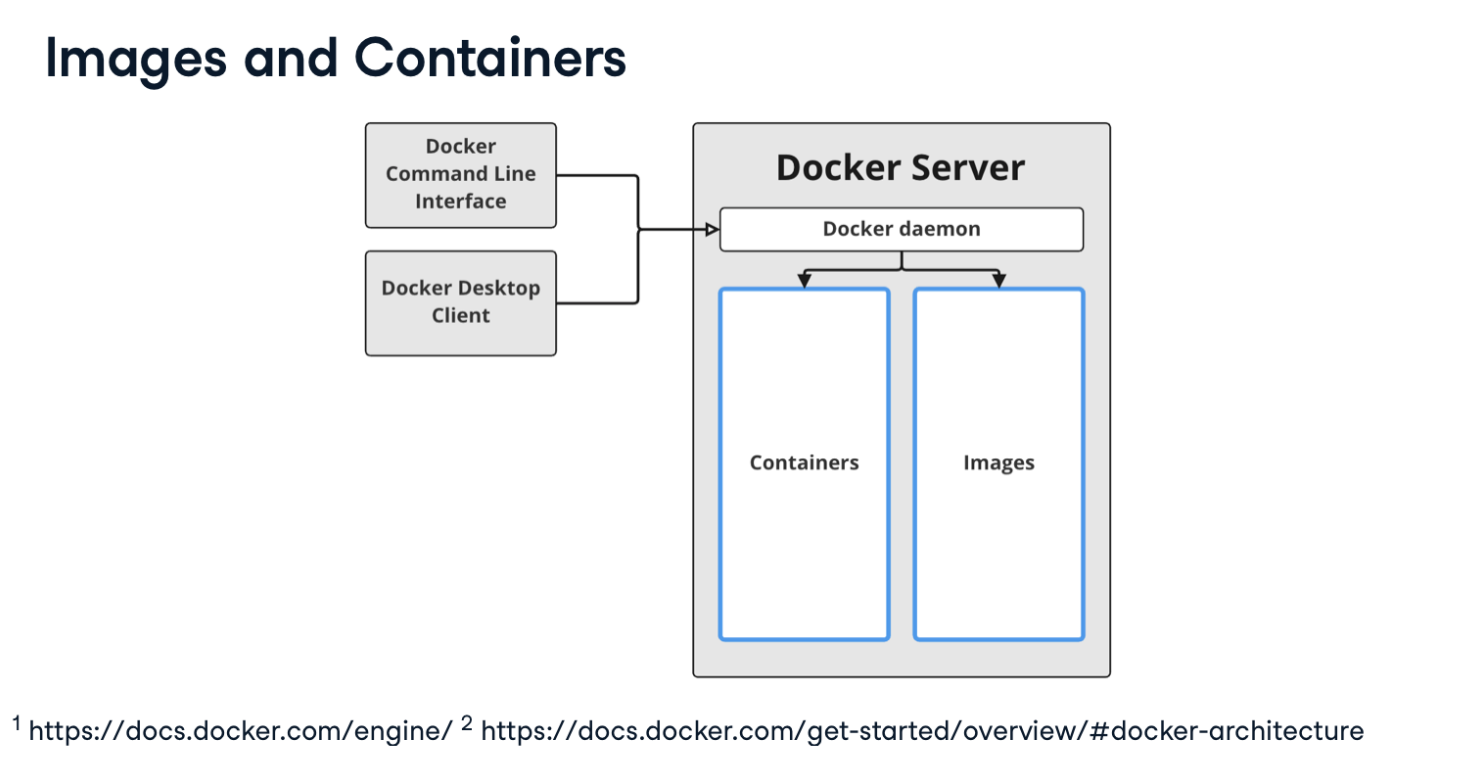 Images and Containers
Docker
Command Line
Interface
Docker Desktop
Client
Docker Server
Docker daemon
Containers
Images
1 https://docs.docker.com/engine/ 2 https://docs.docker.com/get-started/overview/#docker-architecture